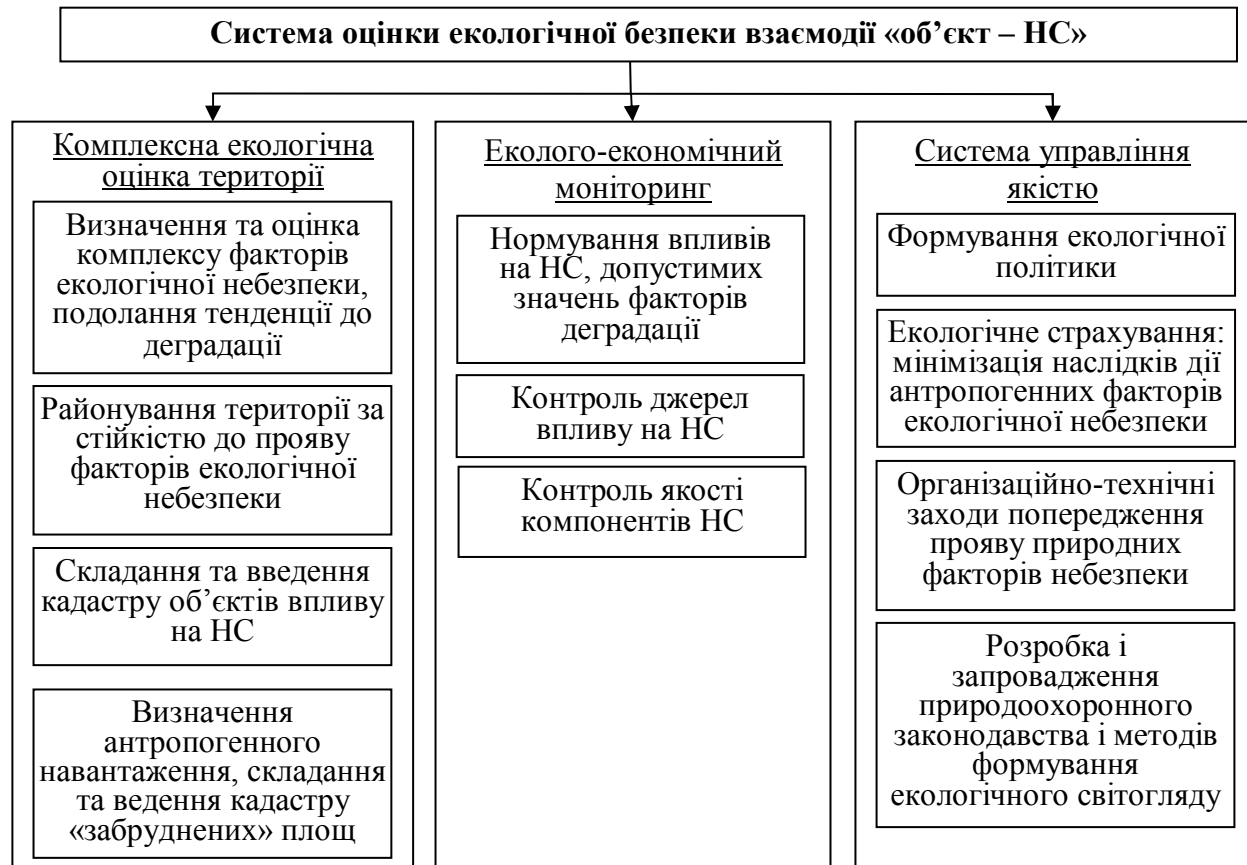 Система оцінки екологічної безпеки взаємодії «об’єкт – НС»
Комплексна екологічна
оцінка території
Визначення та оцінка
комплексу факторів
екологічної небезпеки,
подолання тенденції до
деградації
Районування території за
стійкістю до прояву
факторів екологічної
небезпеки
Складання та введення
кадастру об’єктів впливу
на НС
Визначення
антропогенного
навантаження, складання
та ведення кадастру
«забруднених» площ
Еколого-економічний
моніторинг
Нормування впливів
на НС, допустимих
значень факторів
деградації
Контроль джерел
впливу на НС
Контроль якості
компонентів НС
Система управління
якістю
Формування екологічної
політики
Екологічне страхування:
мінімізація наслідків дії
антропогенних факторів
екологічної небезпеки
Організаційно-технічні
заходи попередження
прояву природних
факторів небезпеки
Розробка і
запровадження
природоохоронного
законодавства і методів
формування
екологічного світогляду